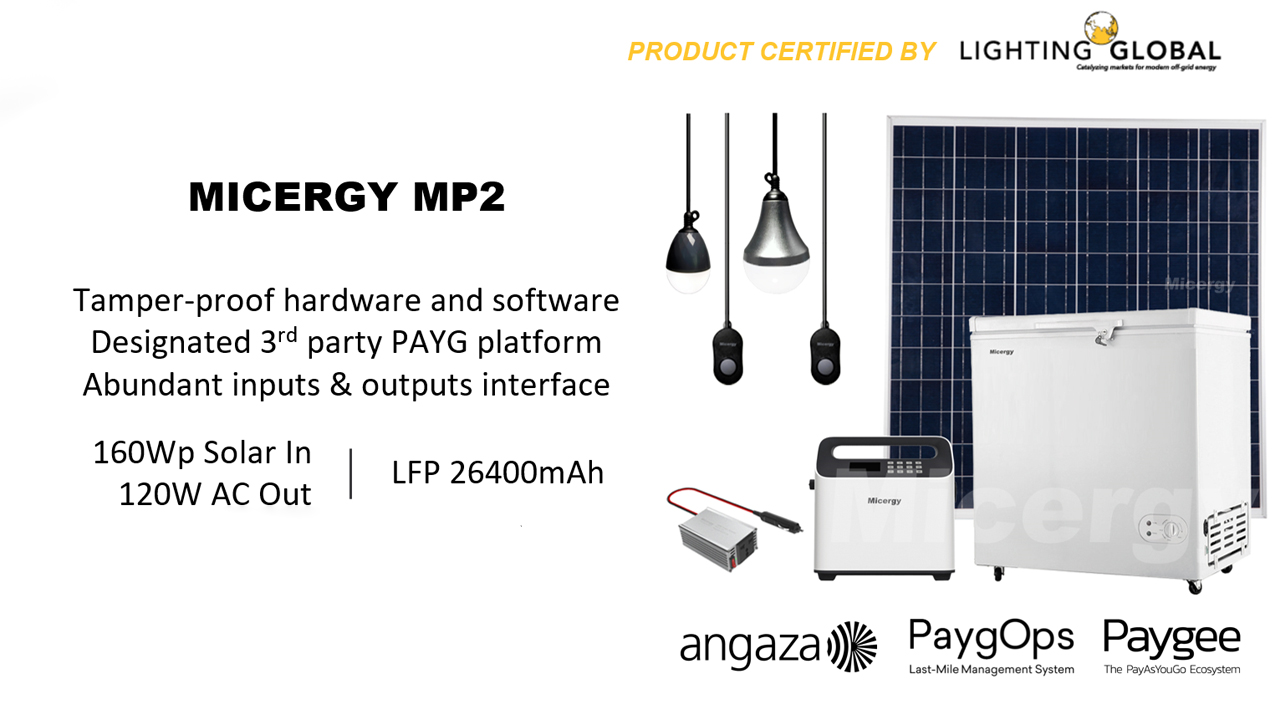 PRODUCT CERTIFIED BY LIGHTING GLOBAL
Catalyzing markets for modern off-grid energy
MICERGY MP2
Tamper-proof hardware and software
Designated 3rd party PAYG platform
Abundant inputs & outputs interface
160Wp Solar In
120W AC Out
LFP 26400mAh
Micergy
Micergy
Micergy
Micergy
Micergy
Micergy
angaza
PaygOps
Last-Mile Management System
Paygee
The PayAsYouGo Ecosystem